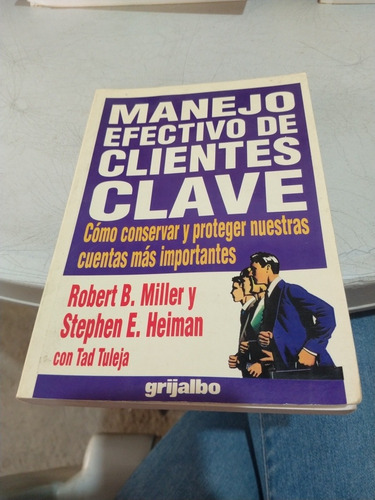 MANEJO
EFECTIVO DE
CLIENTES
CLAVE
Cómo conservar y proteger nuestras
cuentas más importantes
Robert B. Miller y
Stephen E. Heiman
con Tad Tuleja
grijalbo